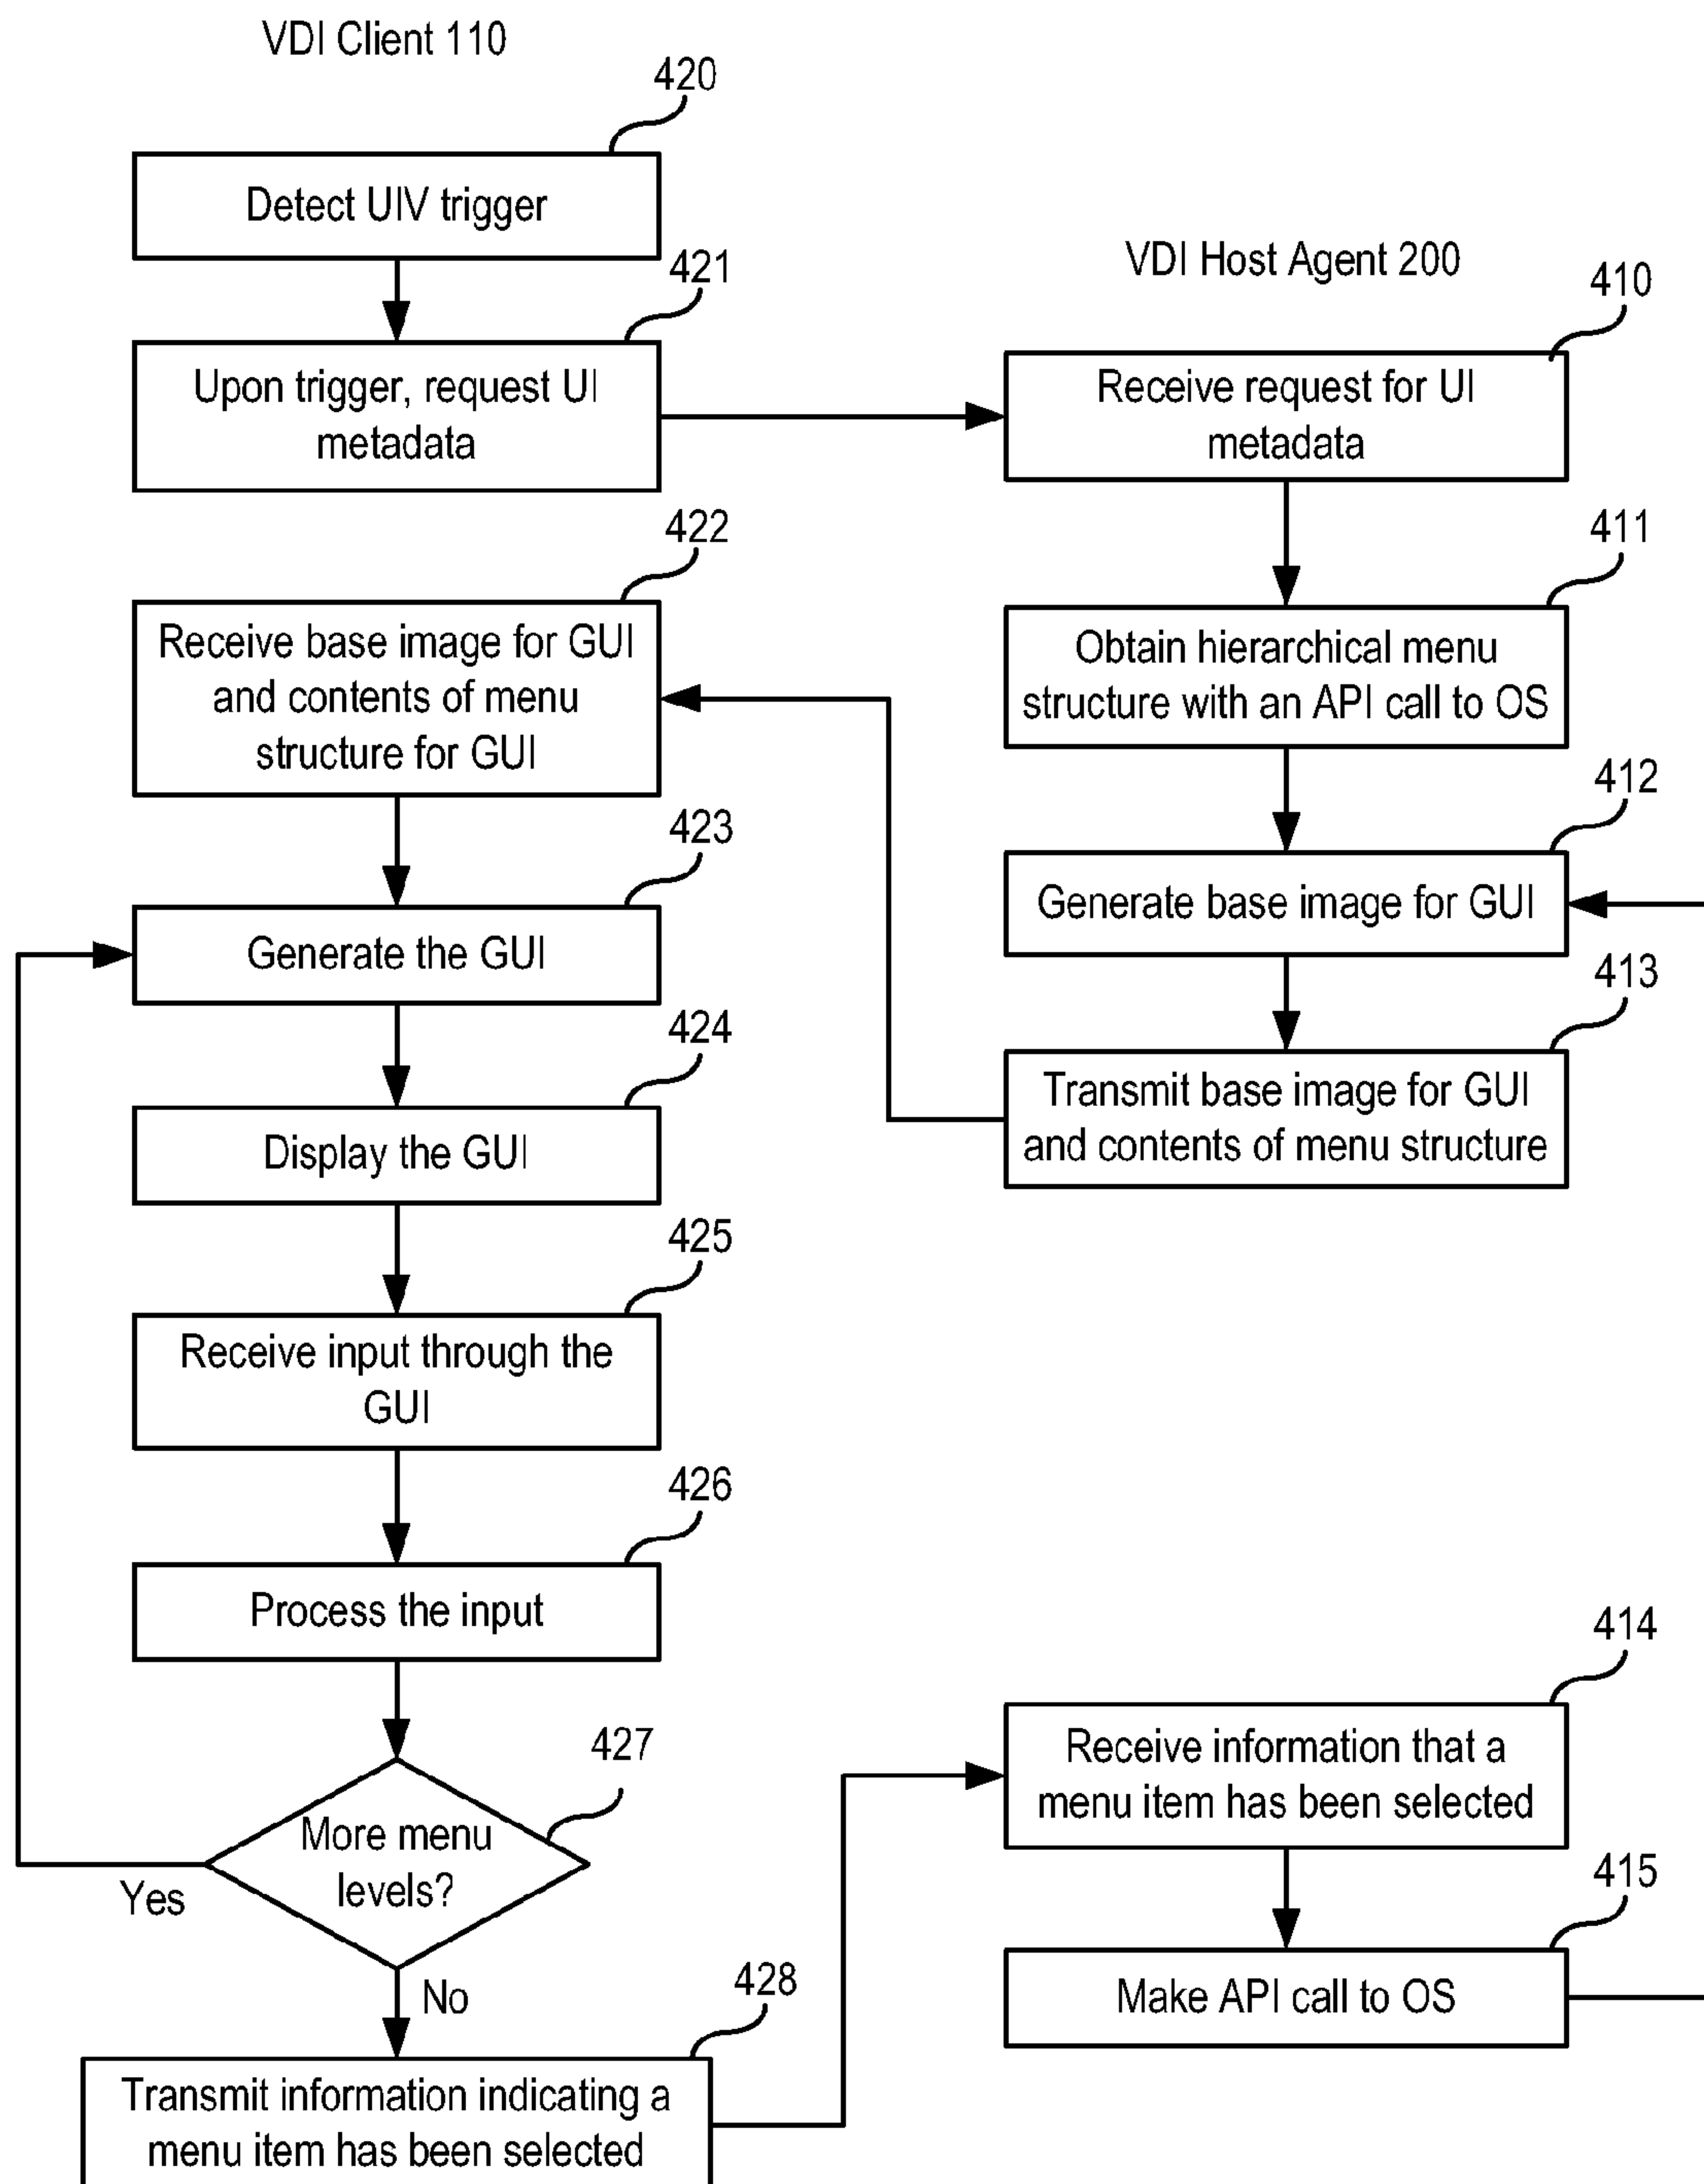 VDI Client 110
420
Detect UIV trigger
421
Upon trigger, request UI
metadata
422
Receive base image for GUI
and contents of menu
structure for GUI
423
Generate the GUI
424
Display the GUI
425
Receive input through the
GUI
426
Process the input
427
More menu
levels?
Yes
No
428
Transmit information indicating a
menu item has been selected
VDI Host Agent 200
410
Receive request for UI
metadata
411
Obtain hierarchical menu
structure with an API call to OS
412
Generate base image for GUI
413
Transmit base image for GUI
and contents of menu structure
414
Receive information that a
menu item has been selected
415
Make API call to OS